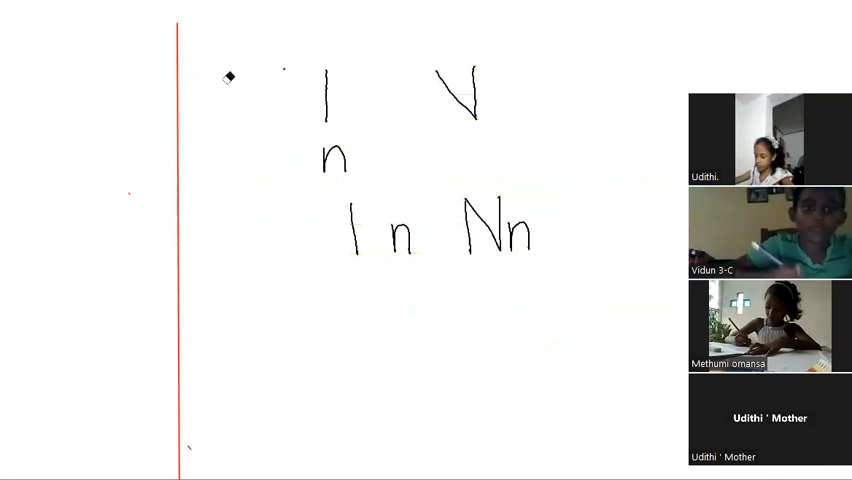 I V
n
I n Nn
Udithi.
Vidun 3-C
Methumi omansa
Udithi ' Mother
Udithi ' Mother